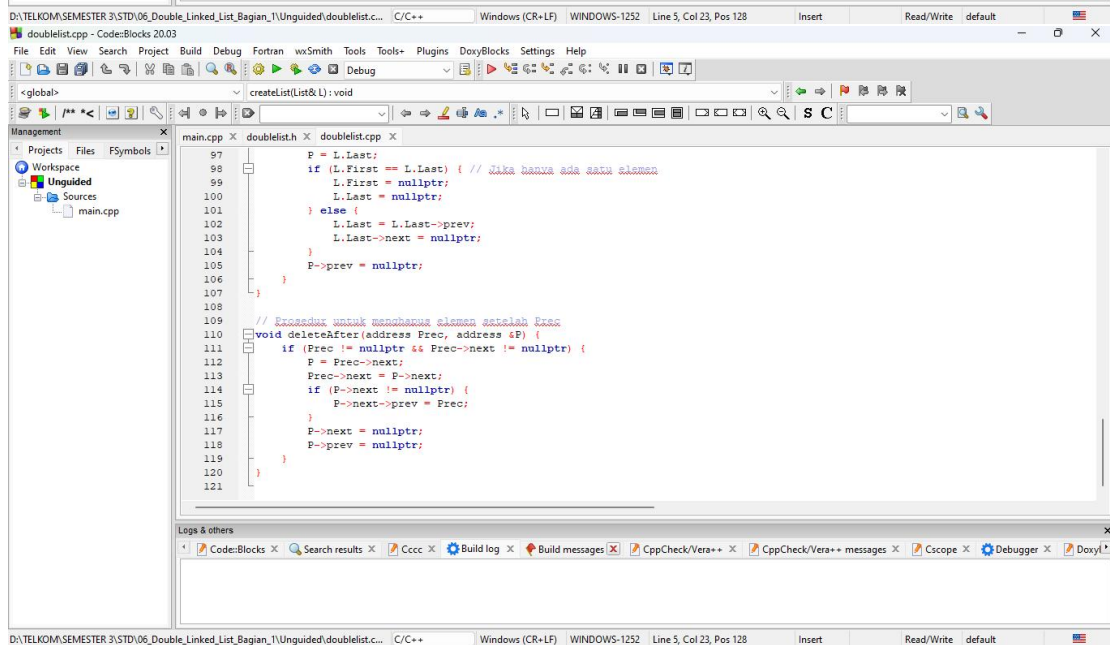 D:\TELKOM\SEMESTER 3\STD\06_Double_Linked_List_Bagian_1\Unguided\doublelist.c... C/C++ Windows (CR+LF) WINDOWS-1252 Line 5, Col 23, Pos 128 Insert Read/Write default
doublelist.cpp - Code::Blocks 20.03
File Edit View Search Project Build Debug Fortran wxSmith Tools Tools+ Plugins DoxyBlocks Settings Help
Debug
<global> createList(List& L) : void
/** *< .* S C
Management
Projects Files FSymbols
main.cpp doublelist.h doublelist.cpp
Workspace
Unguided
Sources
main.cpp
97 P = L.Last;
98 if (L.First == L.Last) { // Jika hanya ada satu elemen
99 L.First = nullptr;
100 L.Last = nullptr;
101 } else {
102 L.Last = L.Last->prev;
103 L.Last->next = nullptr;
104 }
105 P->prev = nullptr;
106 }
107 }
108
109 // Prosedur untuk menghapus elemen setelah Prec
110 void deleteAfter(address Prec, address &P) {
111 if (Prec != nullptr && Prec->next != nullptr) {
112 P = Prec->next;
113 Prec->next = P->next;
114 if (P->next != nullptr) {
115 P->next->prev = Prec;
116 }
117 P->next = nullptr;
118 P->prev = nullptr;
119 }
120 }
121
Logs & others
Code::Blocks Search results Cccc Build log Build messages CppCheck/Vera++ CppCheck/Vera++ messages Cscope Debugger Doxyl
D:\TELKOM\SEMESTER 3\STD\06_Double_Linked_List_Bagian_1\Unguided\doublelist.c... C/C++ Windows (CR+LF) WINDOWS-1252 Line 5, Col 23, Pos 128 Insert Read/Write default